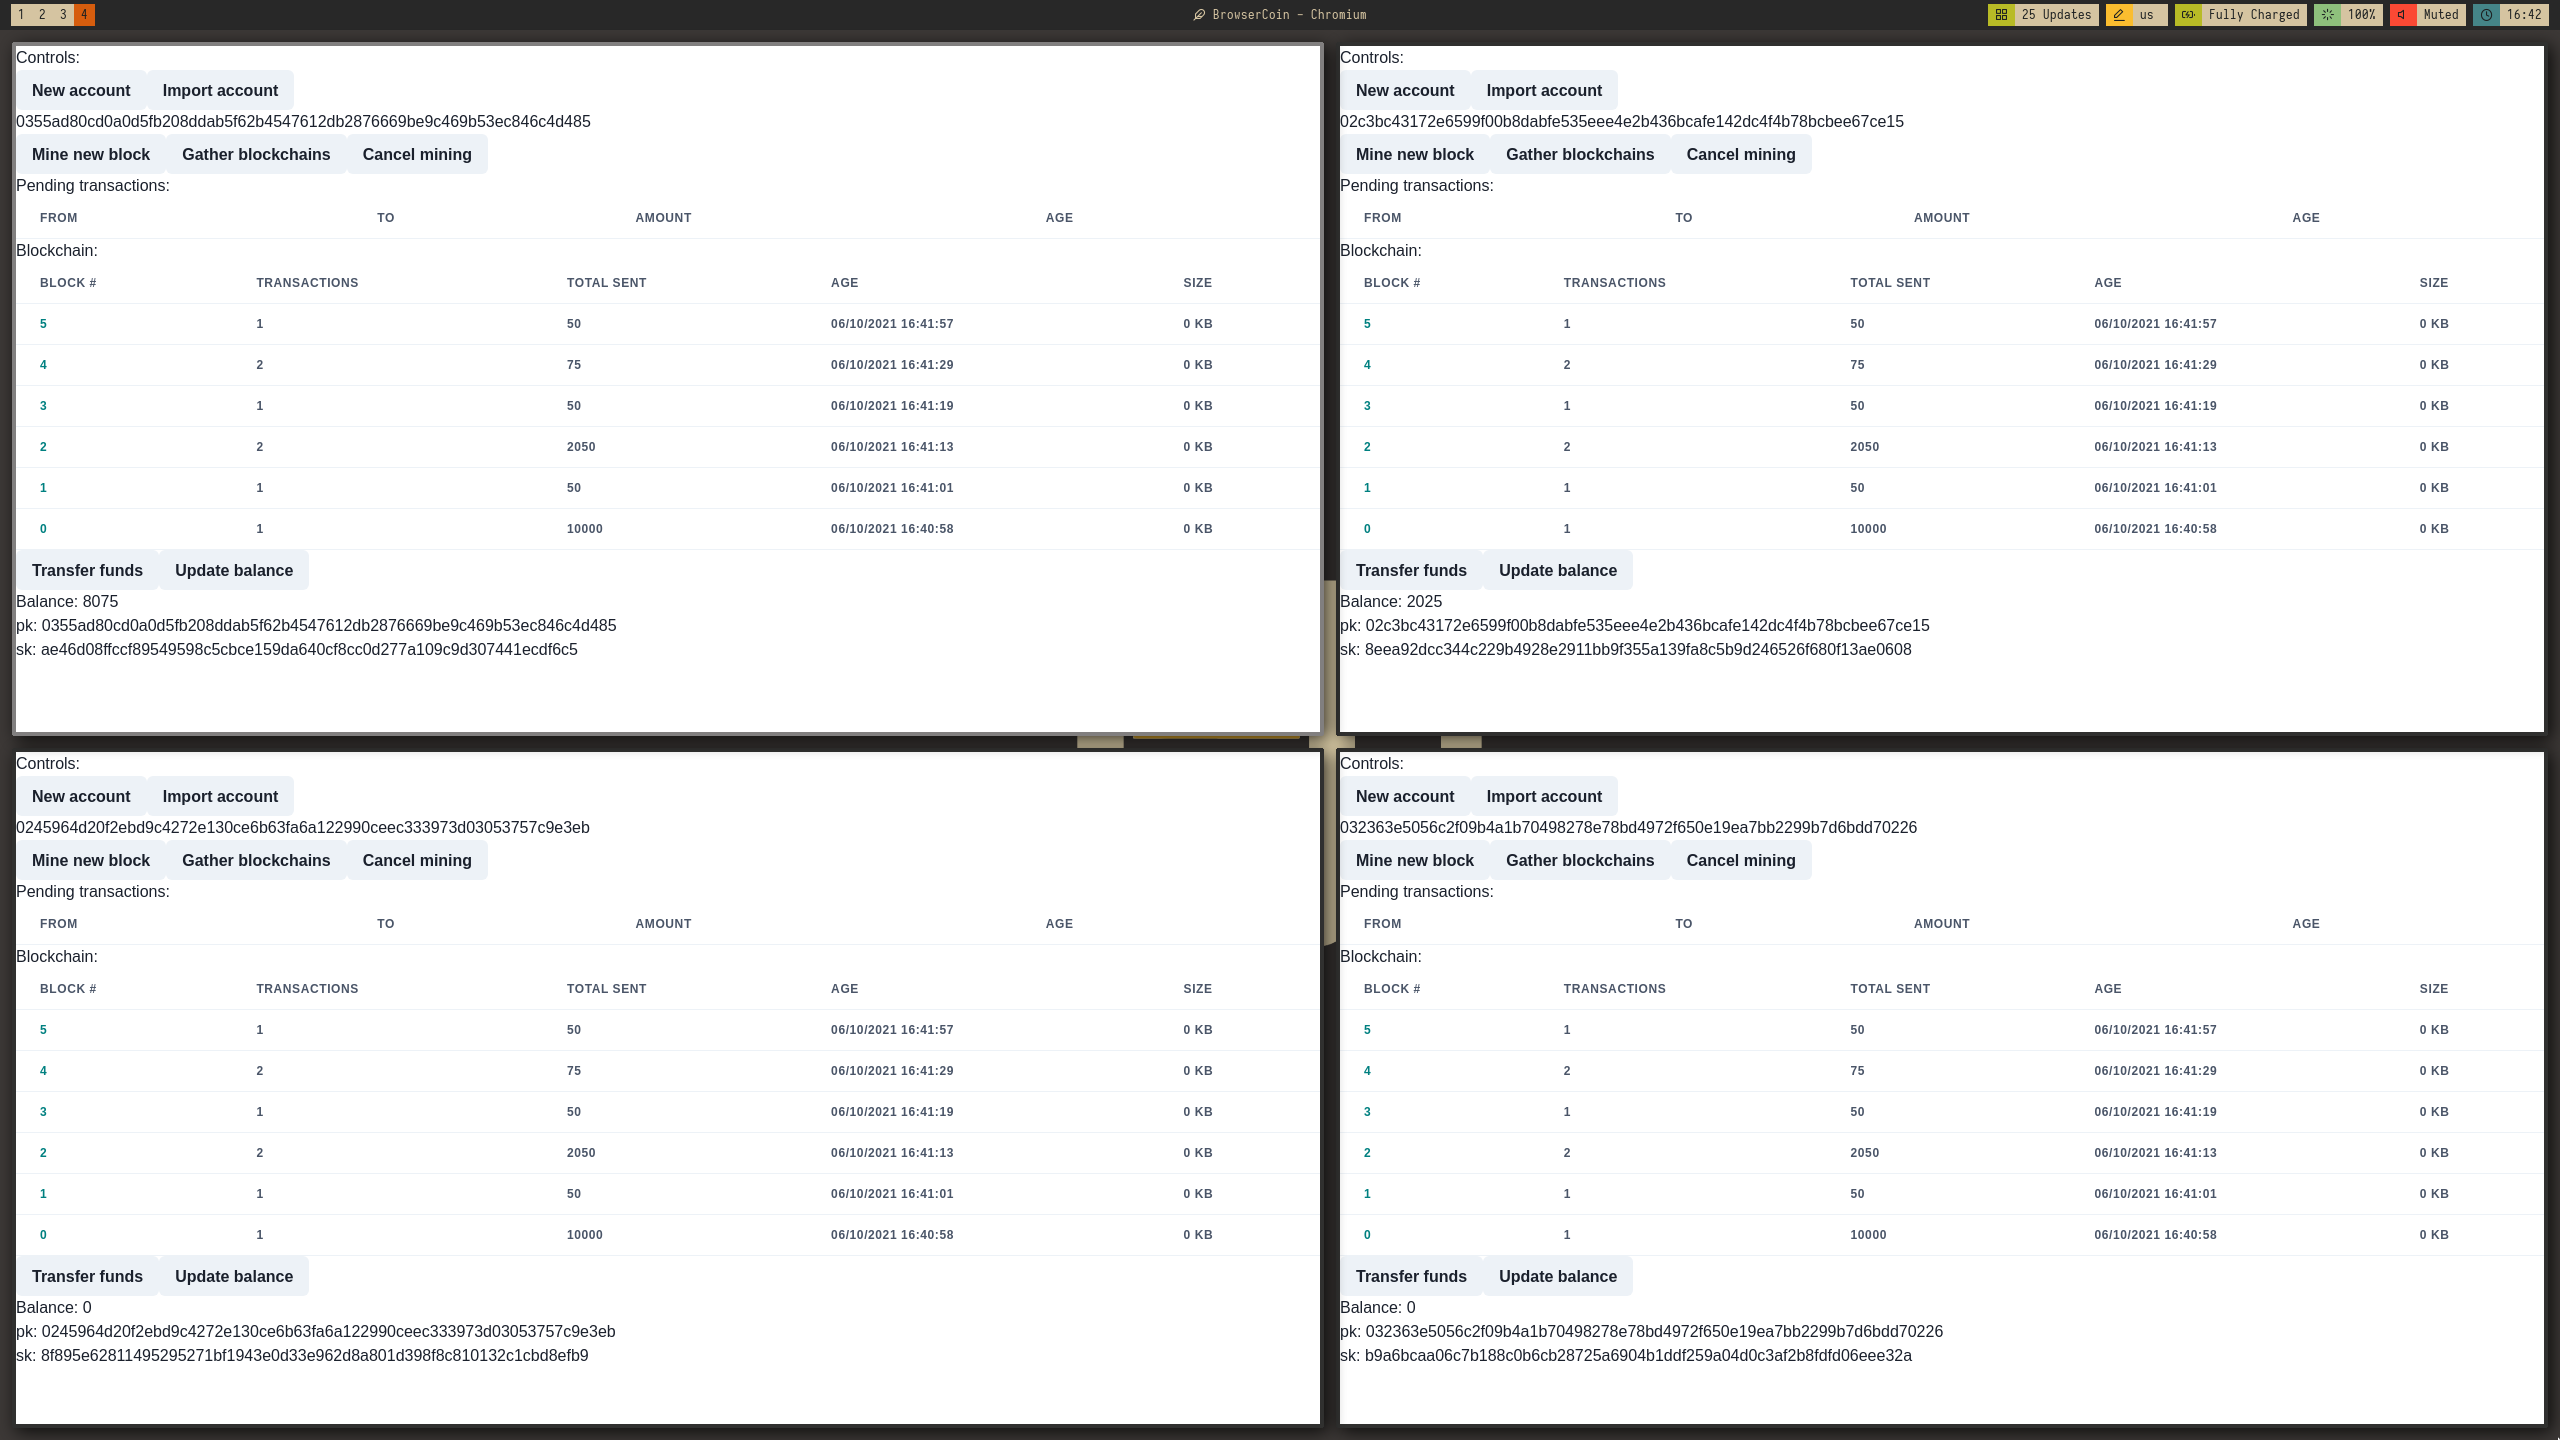 1 2 3 4 BrowserCoin - Chromium 25 Updates us Fully Charged 100% Muted 16:42
Controls:
New account Import account
0355ad80cd0a0d5fb208ddab5f62b4547612db2876669be9c469b53ec846c4d485
Mine new block Gather blockchains Cancel mining
Pending transactions:
FROM TO AMOUNT AGE
Blockchain:
BLOCK # TRANSACTIONS TOTAL SENT AGE SIZE
5 1 50 06/10/2021 16:41:57 0 KB
4 2 75 06/10/2021 16:41:29 0 KB
3 1 50 06/10/2021 16:41:19 0 KB
2 2 2050 06/10/2021 16:41:13 0 KB
1 1 50 06/10/2021 16:41:01 0 KB
0 1 10000 06/10/2021 16:40:58 0 KB
Transfer funds Update balance
Balance: 8075
pk: 0355ad80cd0a0d5fb208ddab5f62b4547612db2876669be9c469b53ec846c4d485
sk: ae46d08ffccf89549598c5cbce159da640cf8cc0d277a109c9d307441ecdf6c5
Controls:
New account Import account
02c3bc43172e6599f00b8dabfe535eee4e2b436bcafe142dc4f4b78bcbee67ce15
Mine new block Gather blockchains Cancel mining
Pending transactions:
FROM TO AMOUNT AGE
Blockchain:
BLOCK # TRANSACTIONS TOTAL SENT AGE SIZE
5 1 50 06/10/2021 16:41:57 0 KB
4 2 75 06/10/2021 16:41:29 0 KB
3 1 50 06/10/2021 16:41:19 0 KB
2 2 2050 06/10/2021 16:41:13 0 KB
1 1 50 06/10/2021 16:41:01 0 KB
0 1 10000 06/10/2021 16:40:58 0 KB
Transfer funds Update balance
Balance: 2025
pk: 02c3bc43172e6599f00b8dabfe535eee4e2b436bcafe142dc4f4b78bcbee67ce15
sk: 8eea92dcc344c229b4928e2911bb9f355a139fa8c5b9d246526f680f13ae0608
Controls:
New account Import account
0245964d20f2ebd9c4272e130ce6b63fa6a122990ceec333973d03053757c9e3eb
Mine new block Gather blockchains Cancel mining
Pending transactions:
FROM TO AMOUNT AGE
Blockchain:
BLOCK # TRANSACTIONS TOTAL SENT AGE SIZE
5 1 50 06/10/2021 16:41:57 0 KB
4 2 75 06/10/2021 16:41:29 0 KB
3 1 50 06/10/2021 16:41:19 0 KB
2 2 2050 06/10/2021 16:41:13 0 KB
1 1 50 06/10/2021 16:41:01 0 KB
0 1 10000 06/10/2021 16:40:58 0 KB
Transfer funds Update balance
Balance: 0
pk: 0245964d20f2ebd9c4272e130ce6b63fa6a122990ceec333973d03053757c9e3eb
sk: 8f895e62811495295271bf1943e0d33e962d8a801d398f8c810132c1cbd8efb9
Controls:
New account Import account
032363e5056c2f09b4a1b70498278e78bd4972f650e19ea7bb2299b7d6bdd70226
Mine new block Gather blockchains Cancel mining
Pending transactions:
FROM TO AMOUNT AGE
Blockchain:
BLOCK # TRANSACTIONS TOTAL SENT AGE SIZE
5 1 50 06/10/2021 16:41:57 0 KB
4 2 75 06/10/2021 16:41:29 0 KB
3 1 50 06/10/2021 16:41:19 0 KB
2 2 2050 06/10/2021 16:41:13 0 KB
1 1 50 06/10/2021 16:41:01 0 KB
0 1 10000 06/10/2021 16:40:58 0 KB
Transfer funds Update balance
Balance: 0
pk: 032363e5056c2f09b4a1b70498278e78bd4972f650e19ea7bb2299b7d6bdd70226
sk: b9a6bcaa06c7b188c0b6cb28725a6904b1ddf259a04d0c3af2b8fdfd06eee32a